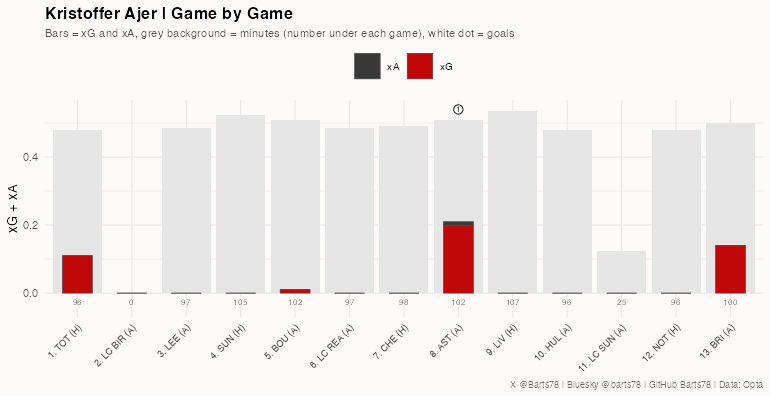 Kristoffer Ajer | Game by Game
Bars = xG and xA, grey background = minutes (number under each game), white dot = goals
xA xG
xG + xA
0.4
0.2
0.0
1
96 0 97 105 102 97 98 102 107 96 25 96 100
1. TOT (H)
2. LC BIR (A)
3. LEE (A)
4. SUN (H)
5. BOU (A)
6. LC REA (A)
7. CHE (H)
8. AST (A)
9. LIV (H)
10. HUL (A)
11. LC SUN (A)
12. NOT (H)
13. BRI (A)
X @Barts78 | Bluesky @barts78 | GitHub Barts78 | Data: Opta